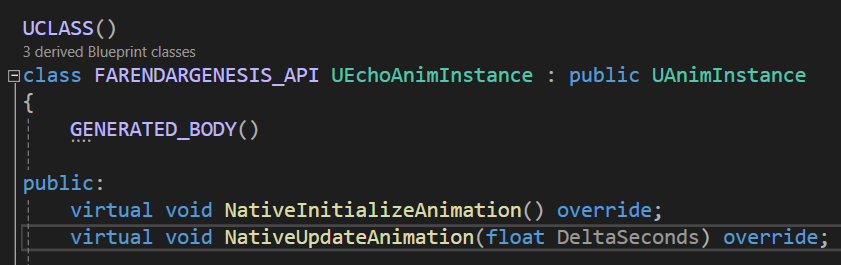 UCLASS()
3 derived Blueprint classes
class FARENDARGENESIS_API UEchoAnimInstance : public UAnimInstance
{
GENERATED_BODY()
public:
virtual void NativeInitializeAnimation() override;
virtual void NativeUpdateAnimation(float DeltaSeconds) override;